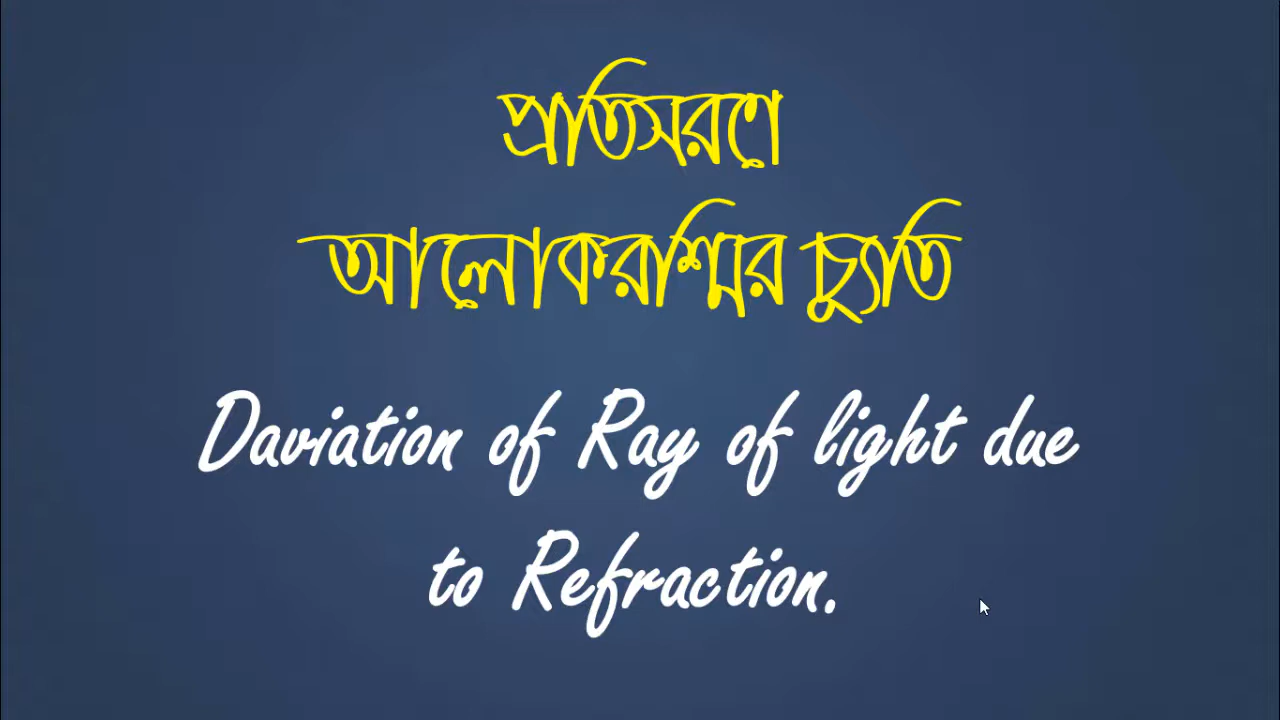 প্রতিসরণে
আলোকরশ্মির চ্যুতি
Daviation of Ray of light due
to Refraction.